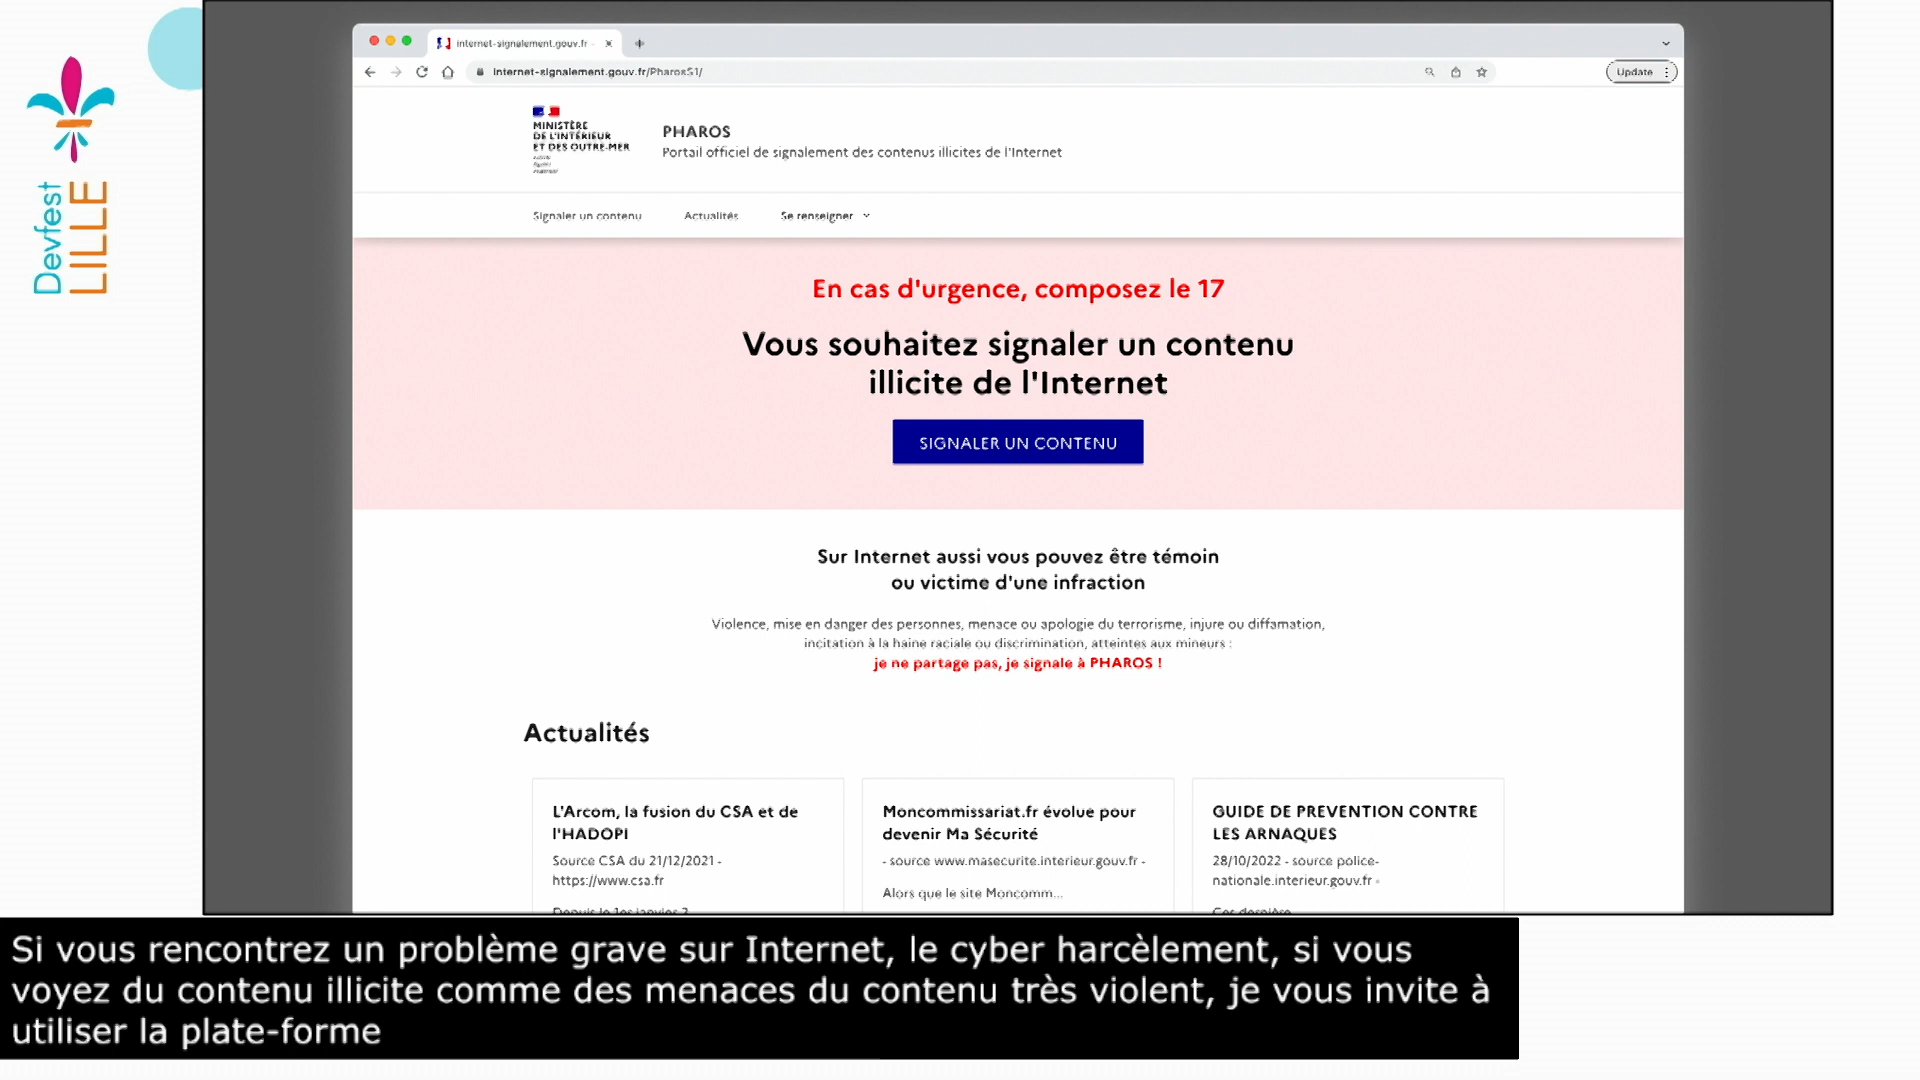 Devfest
LILLE
internet-signalement.gouv.fr
internet-signalement.gouv.fr/PharosS1/
Update
MINISTÈRE
DE L'INTÉRIEUR
ET DES OUTRE-MER
PHAROS
Portail officiel de signalement des contenus illicites de l'Internet
Signaler un contenu
Actualités
Se renseigner
En cas d'urgence, composez le 17
Vous souhaitez signaler un contenu
illicite de l'Internet
SIGNALER UN CONTENU
Sur Internet aussi vous pouvez être témoin
ou victime d'une infraction
Violence, mise en danger des personnes, menace ou apologie du terrorisme, injure ou diffamation,
incitation à la haine raciale ou discrimination, atteintes aux mineurs :
je ne partage pas, je signale à PHAROS !
Actualités
L'Arcom, la fusion du CSA et de
l'HADOPI
Source CSA du 21/12/2021 -
https://www.csa.fr
Moncommissariat.fr évolue pour
devenir Ma Sécurité
- source www.masecurite.interieur.gouv.fr -
Alors que le site Moncomm...
GUIDE DE PREVENTION CONTRE
LES ARNAQUES
28/10/2022 - source police-
nationale.interieur.gouv.fr -
Si vous rencontrez un problème grave sur Internet, le cyber harcèlement, si vous
voyez du contenu illicite comme des menaces du contenu très violent, je vous invite à
utiliser la plate-forme